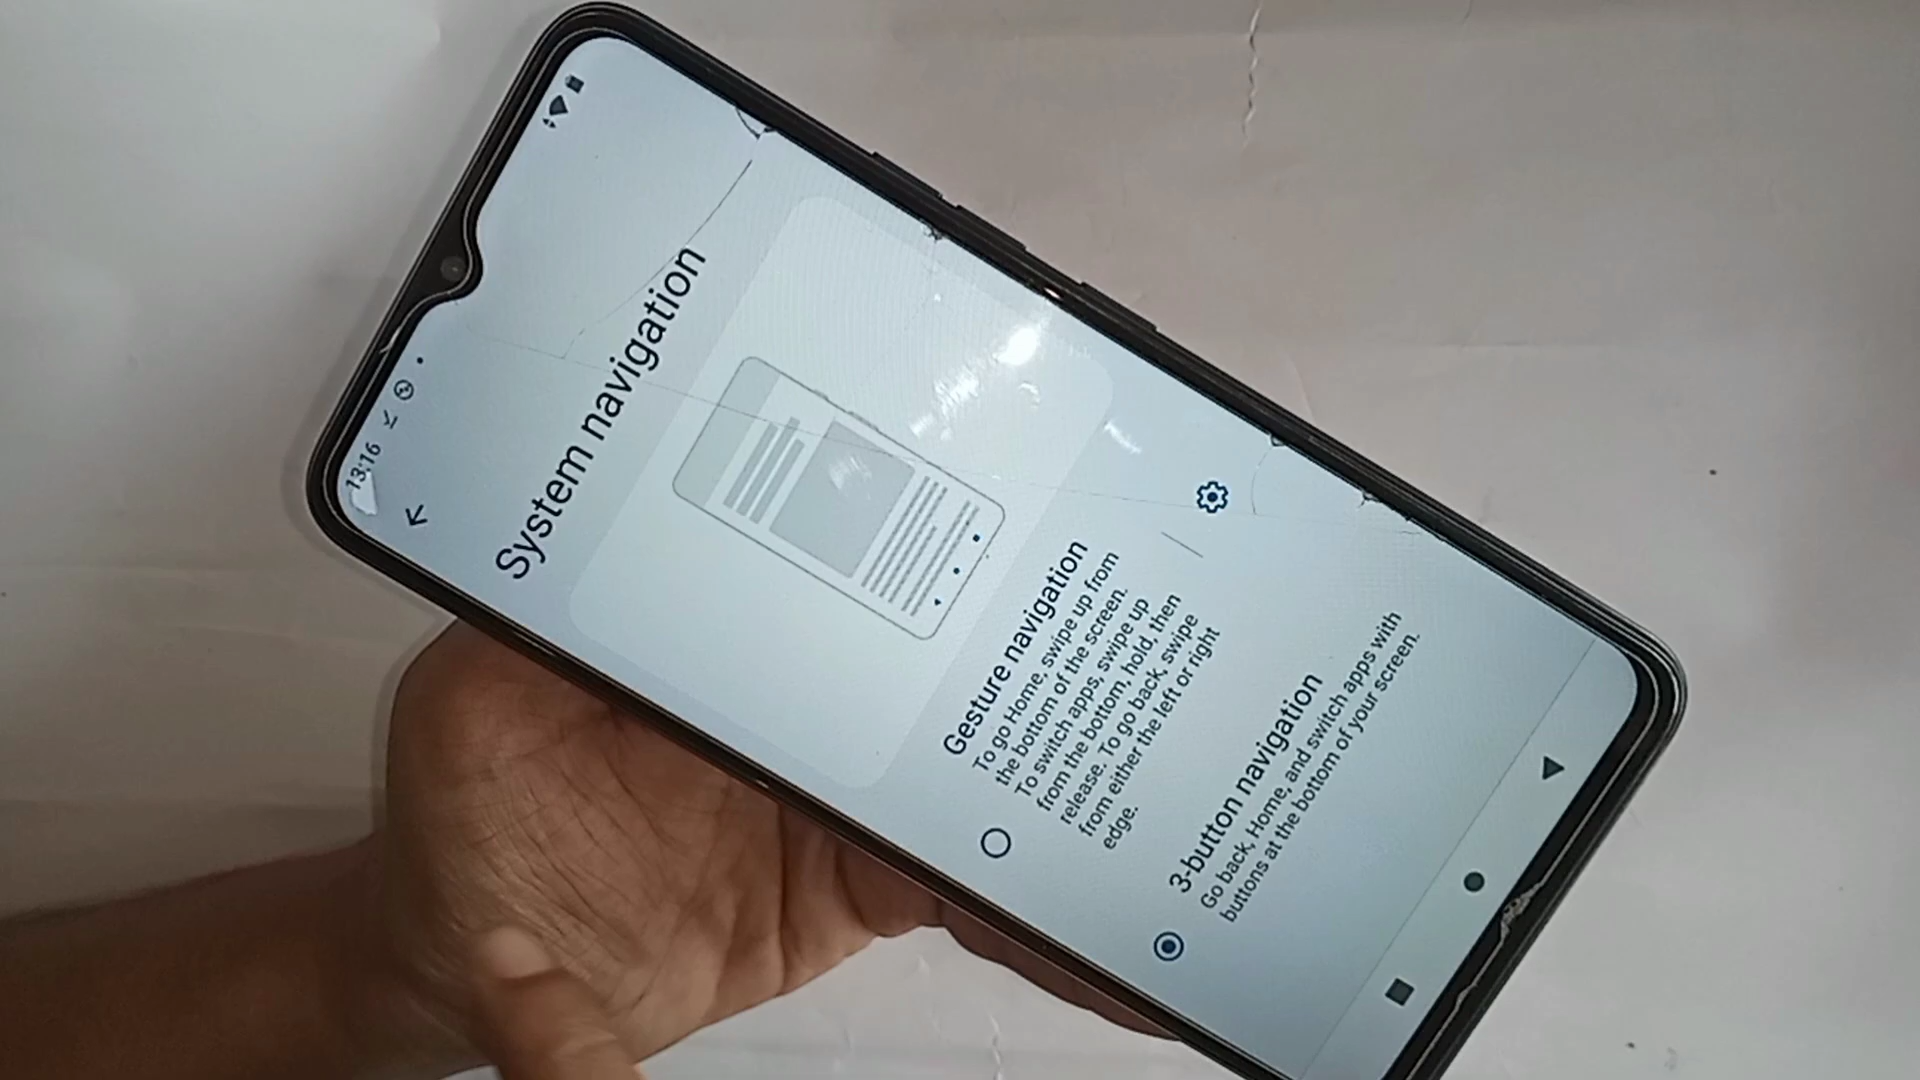 13:16
System navigation
Gesture navigation
To go Home, swipe up from
the bottom of the screen.
To switch apps, swipe up
from the bottom, hold, then
release. To go back, swipe
from either the left or right
edge.
3-button navigation
Go back, Home, and switch apps with
buttons at the bottom of your screen.